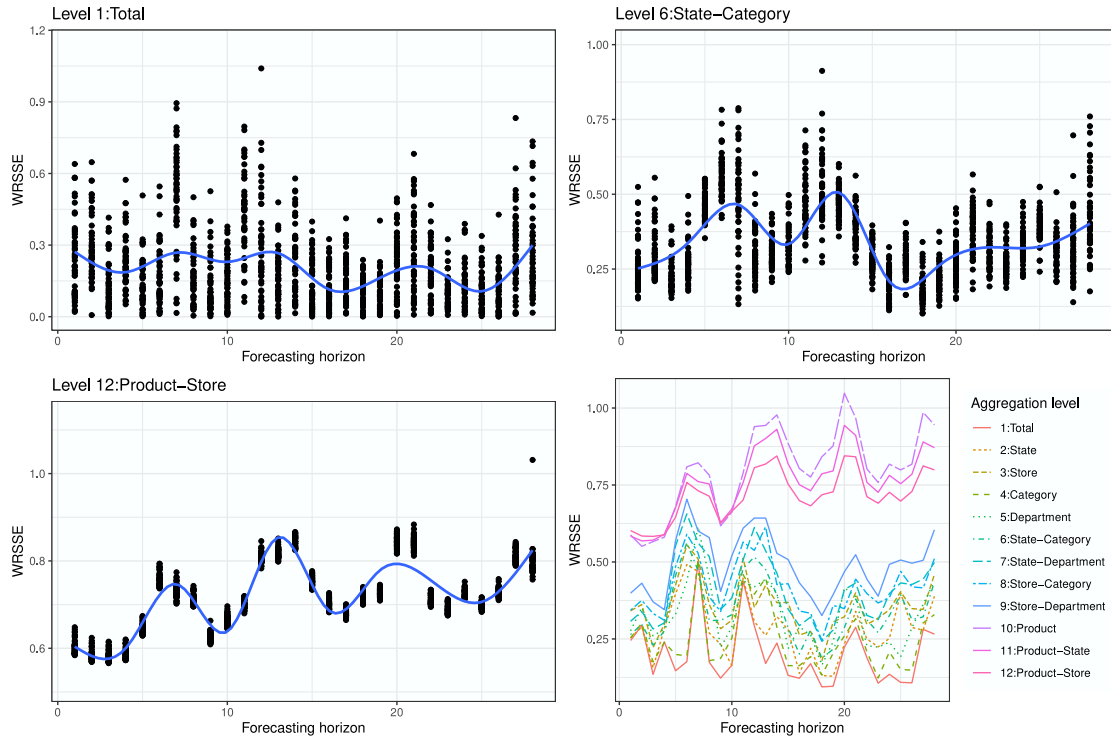 Level 1:Total
1.2
0.9
0.6
0.3
0.0
WRSSE
0
10
20
Forecasting horizon
Level 6:State−Category
1.00
0.75
0.50
0.25
WRSSE
0
10
20
Forecasting horizon
Level 12:Product−Store
1.0
0.8
0.6
WRSSE
0
10
20
Forecasting horizon
1.00
0.75
0.50
0.25
WRSSE
0
10
20
Forecasting horizon
Aggregation level
1:Total
2:State
3:Store
4:Category
5:Department
6:State−Category
7:State−Department
8:Store−Category
9:Store−Department
10:Product
11:Product−State
12:Product−Store